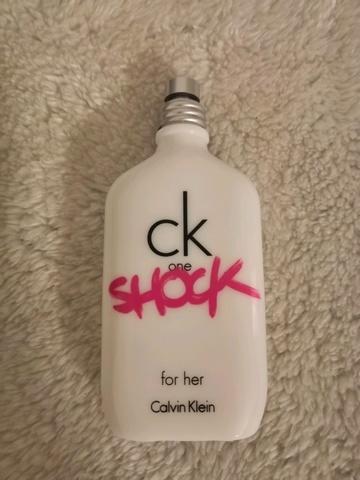 ck
one
SHOCK
for her
Calvin Klein